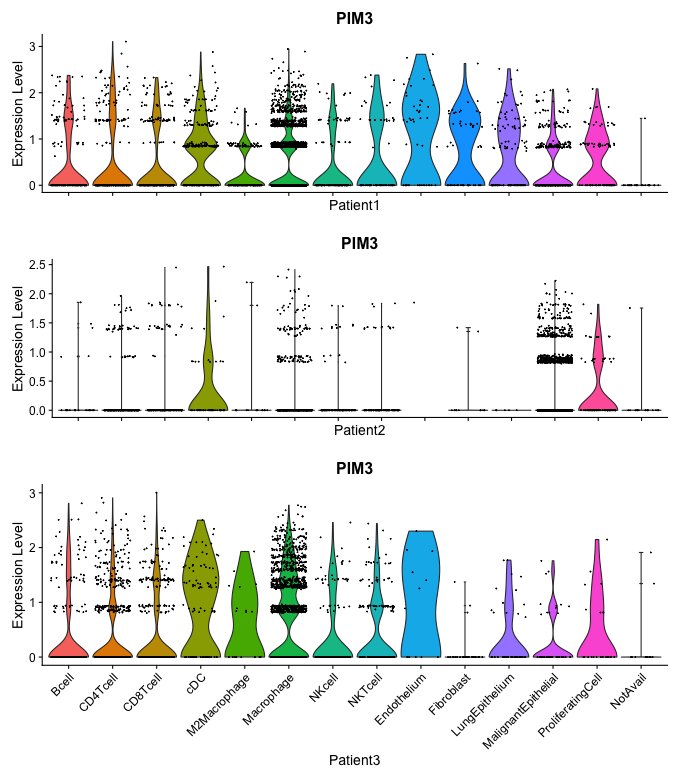 PIM3
Expression Level
3
2
1
0
Patient1
PIM3
Expression Level
2.5
2.0
1.5
1.0
0.5
0.0
Patient2
PIM3
Expression Level
3
2
1
0
Bcell
CD4Tcell
CD8Tcell
cDC
M2Macrophage
Macrophage
NKcell
NKTcell
Endothelium
Fibroblast
LungEpithelium
MalignantEpithelial
ProliferatingCell
NotAvail
Patient3